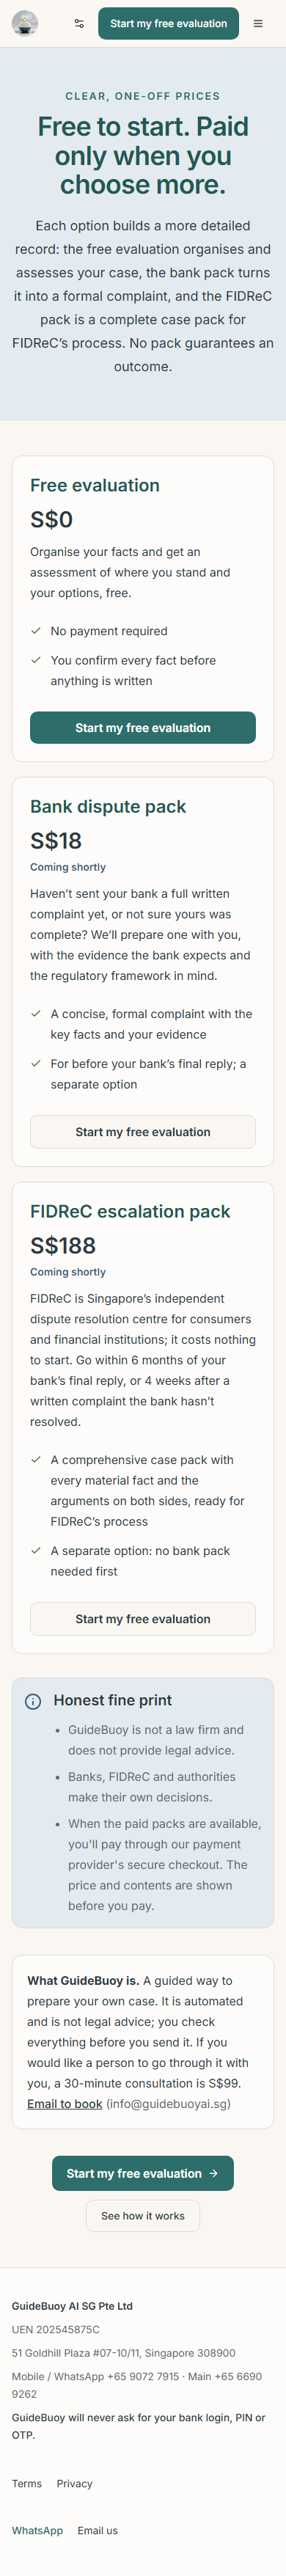 Start my free evaluation
CLEAR, ONE-OFF PRICES
Free to start. Paid
only when you
choose more.
Each option builds a more detailed
record: the free evaluation organises and
assesses your case, the bank pack turns
it into a formal complaint, and the FIDReC
pack is a complete case pack for
FIDReC’s process. No pack guarantees an
outcome.
Free evaluation
S$0
Organise your facts and get an
assessment of where you stand and
your options, free.
No payment required
You confirm every fact before
anything is written
Start my free evaluation
Bank dispute pack
S$18
Coming shortly
Haven’t sent your bank a full written
complaint yet, or not sure yours was
complete? We’ll prepare one with you,
with the evidence the bank expects and
the regulatory framework in mind.
A concise, formal complaint with the
key facts and your evidence
For before your bank’s final reply; a
separate option
Start my free evaluation
FIDReC escalation pack
S$188
Coming shortly
FIDReC is Singapore’s independent
dispute resolution centre for consumers
and financial institutions; it costs nothing
to start. Go within 6 months of your
bank’s final reply, or 4 weeks after a
written complaint the bank hasn’t
resolved.
A comprehensive case pack with
every material fact and the
arguments on both sides, ready for
FIDReC’s process
A separate option: no bank pack
needed first
Start my free evaluation
Honest fine print
• GuideBuoy is not a law firm and
does not provide legal advice.
• Banks, FIDReC and authorities
make their own decisions.
• When the paid packs are available,
you'll pay through our payment
provider's secure checkout. The
price and contents are shown
before you pay.
What GuideBuoy is. A guided way to
prepare your own case. It is automated
and is not legal advice; you check
everything before you send it. If you
would like a person to go through it with
you, a 30-minute consultation is S$99.
Email to book (info@guidebuoyai.sg)
Start my free evaluation →
See how it works
GuideBuoy AI SG Pte Ltd
UEN 202545875C
51 Goldhill Plaza #07-10/11, Singapore 308900
Mobile / WhatsApp +65 9072 7915 · Main +65 6690
9262
GuideBuoy will never ask for your bank login, PIN or
OTP.
Terms Privacy
WhatsApp Email us